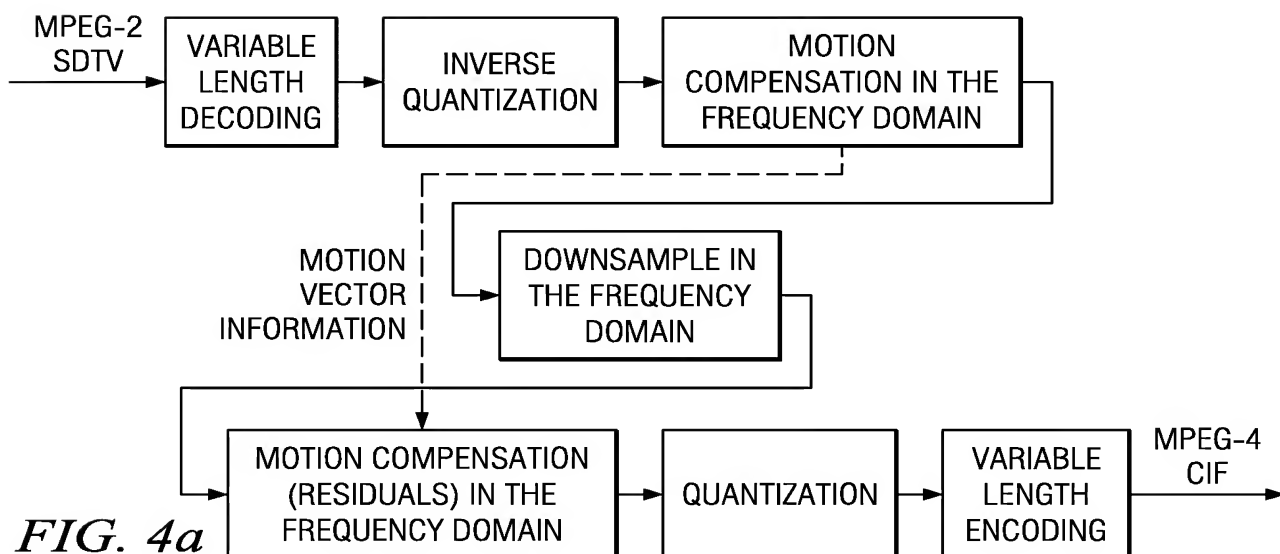 MPEG-2
SDTV
VARIABLE
LENGTH
DECODING
INVERSE
QUANTIZATION
MOTION
COMPENSATION IN THE
FREQUENCY DOMAIN
MOTION
VECTOR
INFORMATION
DOWNSAMPLE IN
THE FREQUENCY
DOMAIN
MOTION COMPENSATION
(RESIDUALS) IN THE
FREQUENCY DOMAIN
QUANTIZATION
VARIABLE
LENGTH
ENCODING
MPEG-4
CIF
FIG. 4a